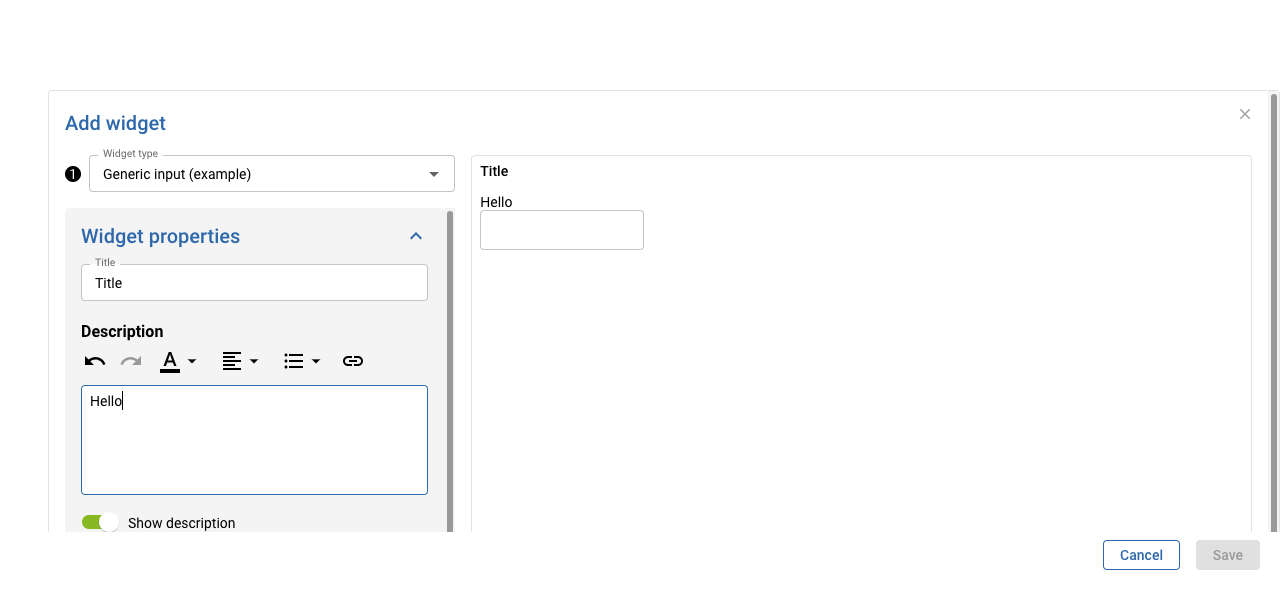 Add widget
1
Widget type
Generic input (example)
Widget properties
Title
Title
Description
A
Hello
Show description
Title
Hello
Cancel
Save